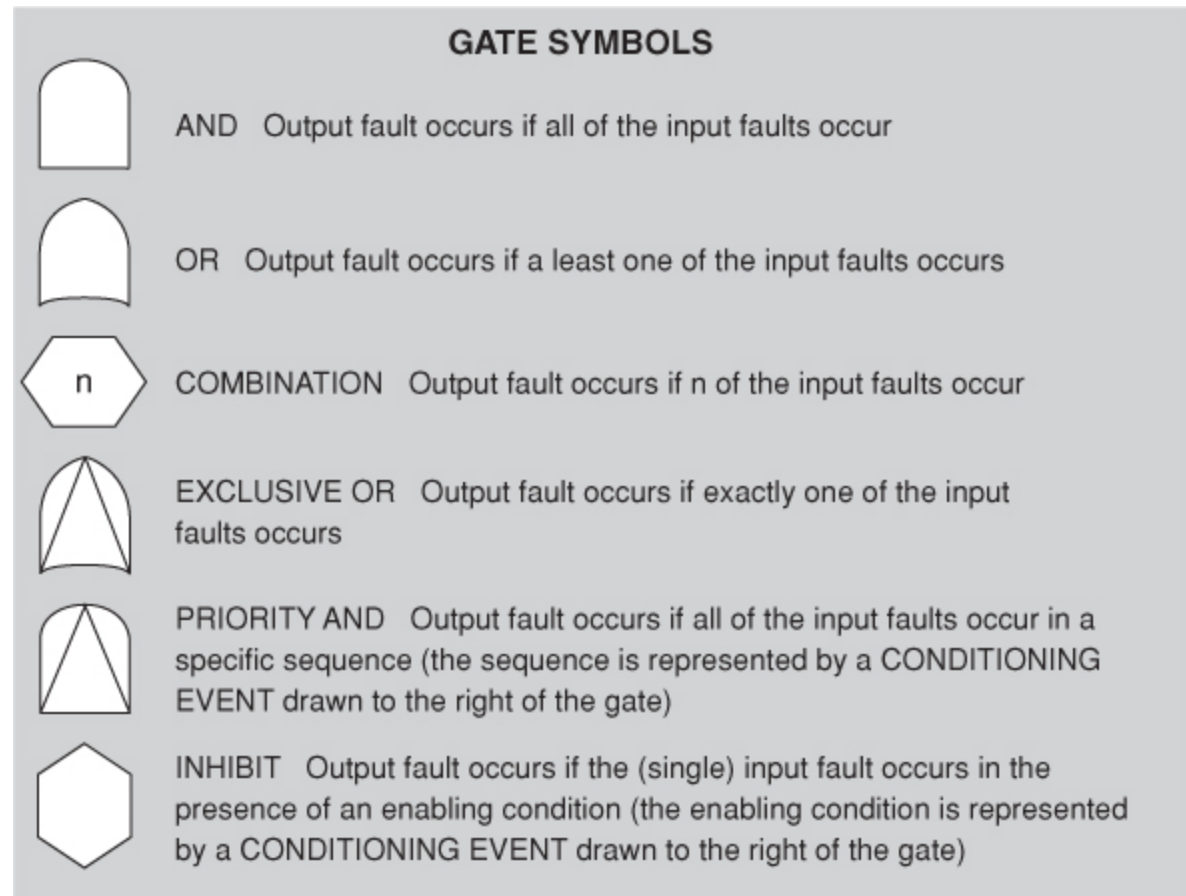 GATE SYMBOLS
AND Output fault occurs if all of the input faults occur
OR Output fault occurs if a least one of the input faults occurs
n
COMBINATION Output fault occurs if n of the input faults occur
EXCLUSIVE OR Output fault occurs if exactly one of the input
faults occurs
PRIORITY AND Output fault occurs if all of the input faults occur in a
specific sequence (the sequence is represented by a CONDITIONING
EVENT drawn to the right of the gate)
INHIBIT Output fault occurs if the (single) input fault occurs in the
presence of an enabling condition (the enabling condition is represented
by a CONDITIONING EVENT drawn to the right of the gate)